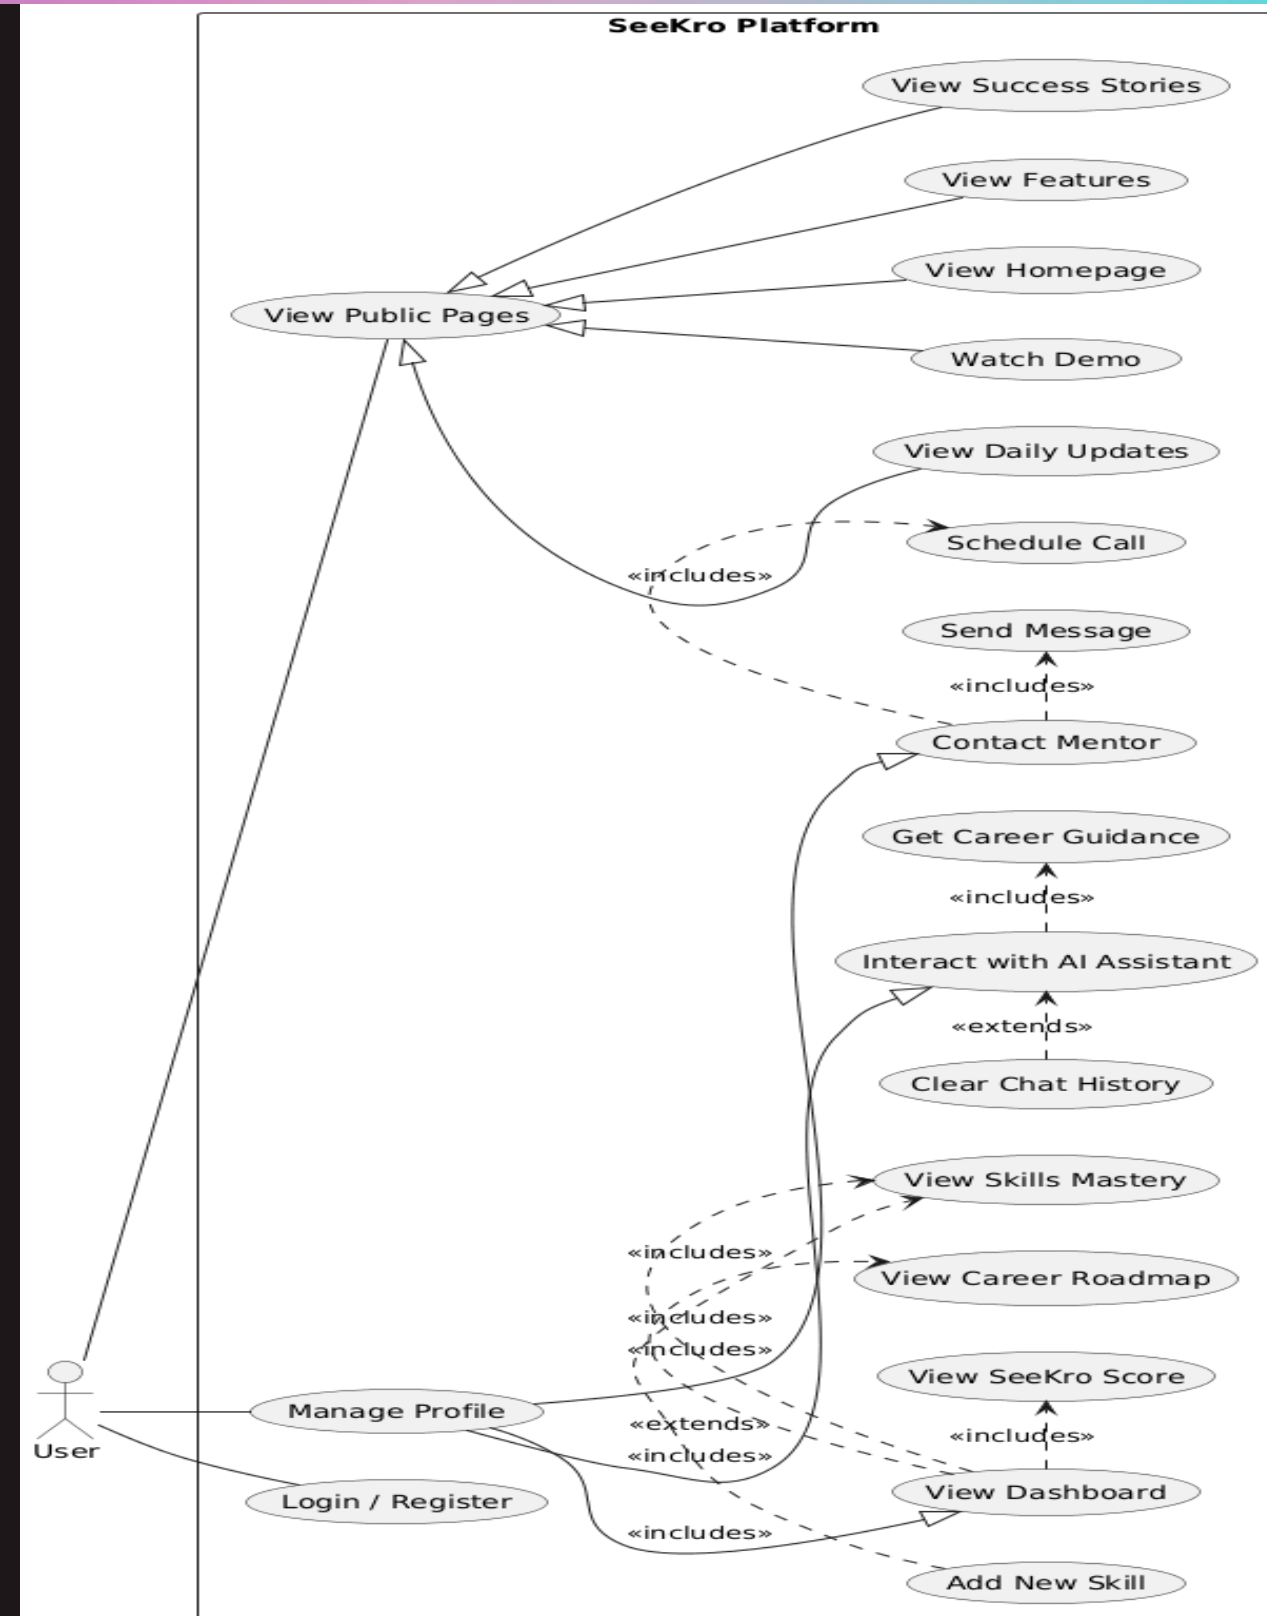 SeeKro Platform
View Success Stories
View Features
View Homepage
View Public Pages
Watch Demo
View Daily Updates
Schedule Call
«includes»
Send Message
«includes»
Contact Mentor
Get Career Guidance
«includes»
Interact with AI Assistant
«extends»
Clear Chat History
View Skills Mastery
«includes»
View Career Roadmap
«includes»
«includes»
View SeeKro Score
Manage Profile
«extends»
«includes»
User
«includes»
View Dashboard
Login / Register
«includes»
Add New Skill